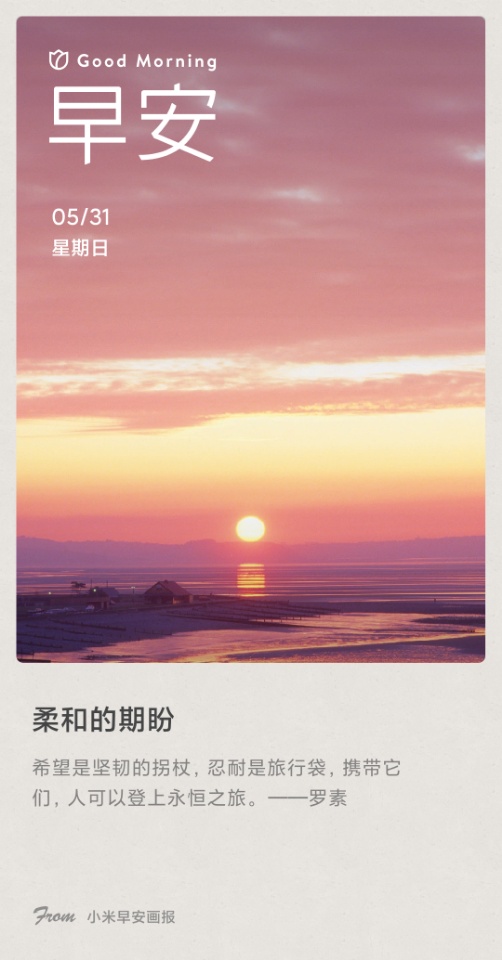 Good Morning
早安
05/31
星期日
柔和的期盼
希望是坚韧的拐杖，忍耐是旅行袋，携带它
们，人可以登上永恒之旅。——罗素
From 小米早安画报